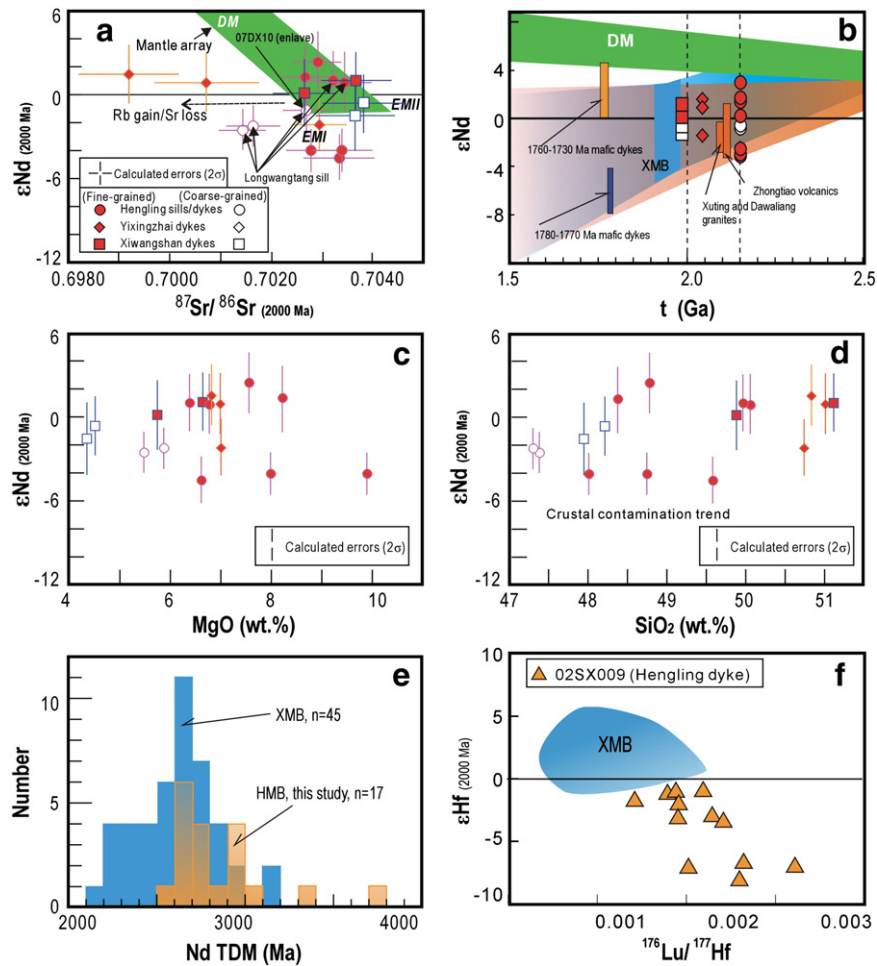 a
DM
Mantle array
07DX10 (enlave)
Rb gain/Sr loss
EMI
EMII
Longwangtang sill
Calculated errors (2σ)
(Fine-grained) (Coarse-grained)
Hengling sills/dykes
Yixingzhai dykes
Xiwangshan dykes
εNd (2000 Ma)
6
0
-6
-12
0.6980 0.7000 0.7020 0.7040
87Sr/ 86Sr (2000 Ma)
b
DM
XMB
1760-1730 Ma mafic dykes
1780-1770 Ma mafic dykes
Zhongtiao volcanics
Xuting and Dawaliang
granites
εNd
4
0
-4
-8
1.5 2.0 2.5
t (Ga)
c
εNd (2000 Ma)
6
0
-6
-12
Calculated errors (2σ)
4 6 8 10
MgO (wt.%)
d
εNd (2000 Ma)
6
0
-6
-12
Crustal contamination trend
Calculated errors (2σ)
47 48 49 50 51
SiO2 (wt.%)
e
XMB, n=45
HMB, this study, n=17
Number
10
5
0
2000 3000 4000
Nd TDM (Ma)
f
02SX009 (Hengling dyke)
XMB
εHf (2000 Ma)
10
5
0
-5
-10
0.001 0.002 0.003
176Lu/ 177Hf